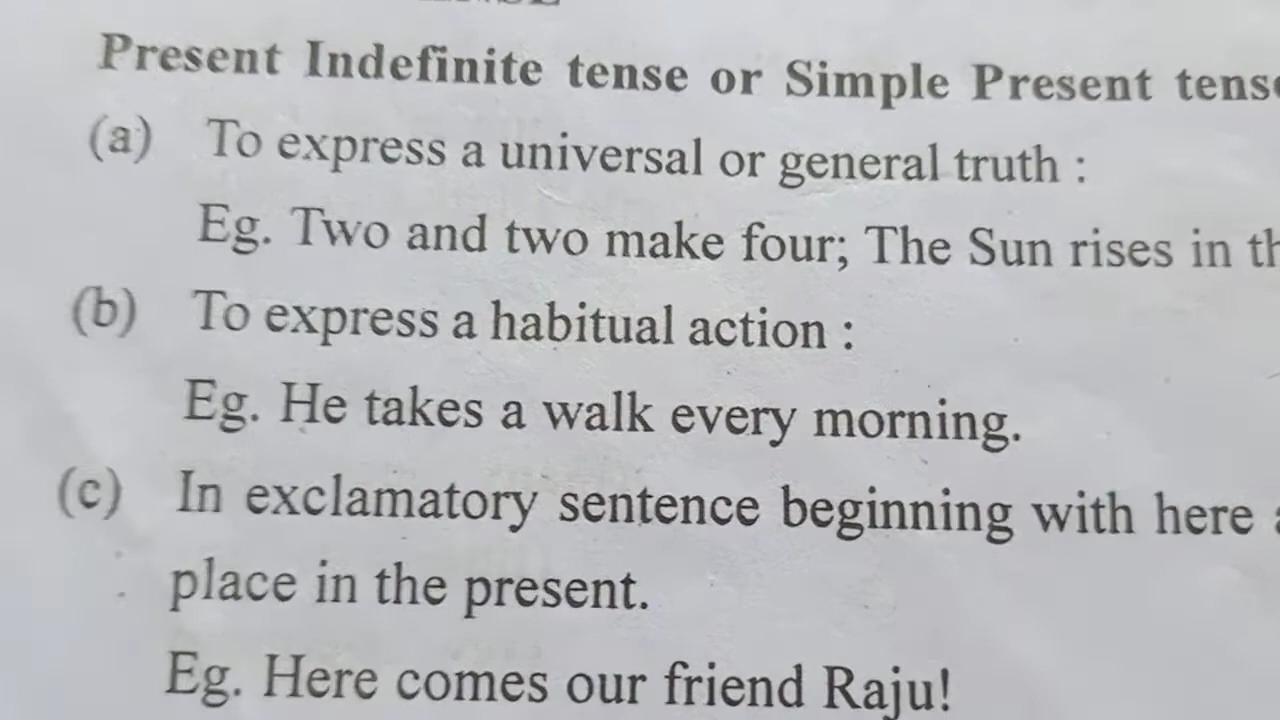 Present Indefinite tense or Simple Present tense
(a) To express a universal or general truth :
Eg. Two and two make four; The Sun rises in
(b) To express a habitual action :
Eg. He takes a walk every morning.
(c) In exclamatory sentence beginning with here
place in the present.
Eg. Here comes our friend Raju!